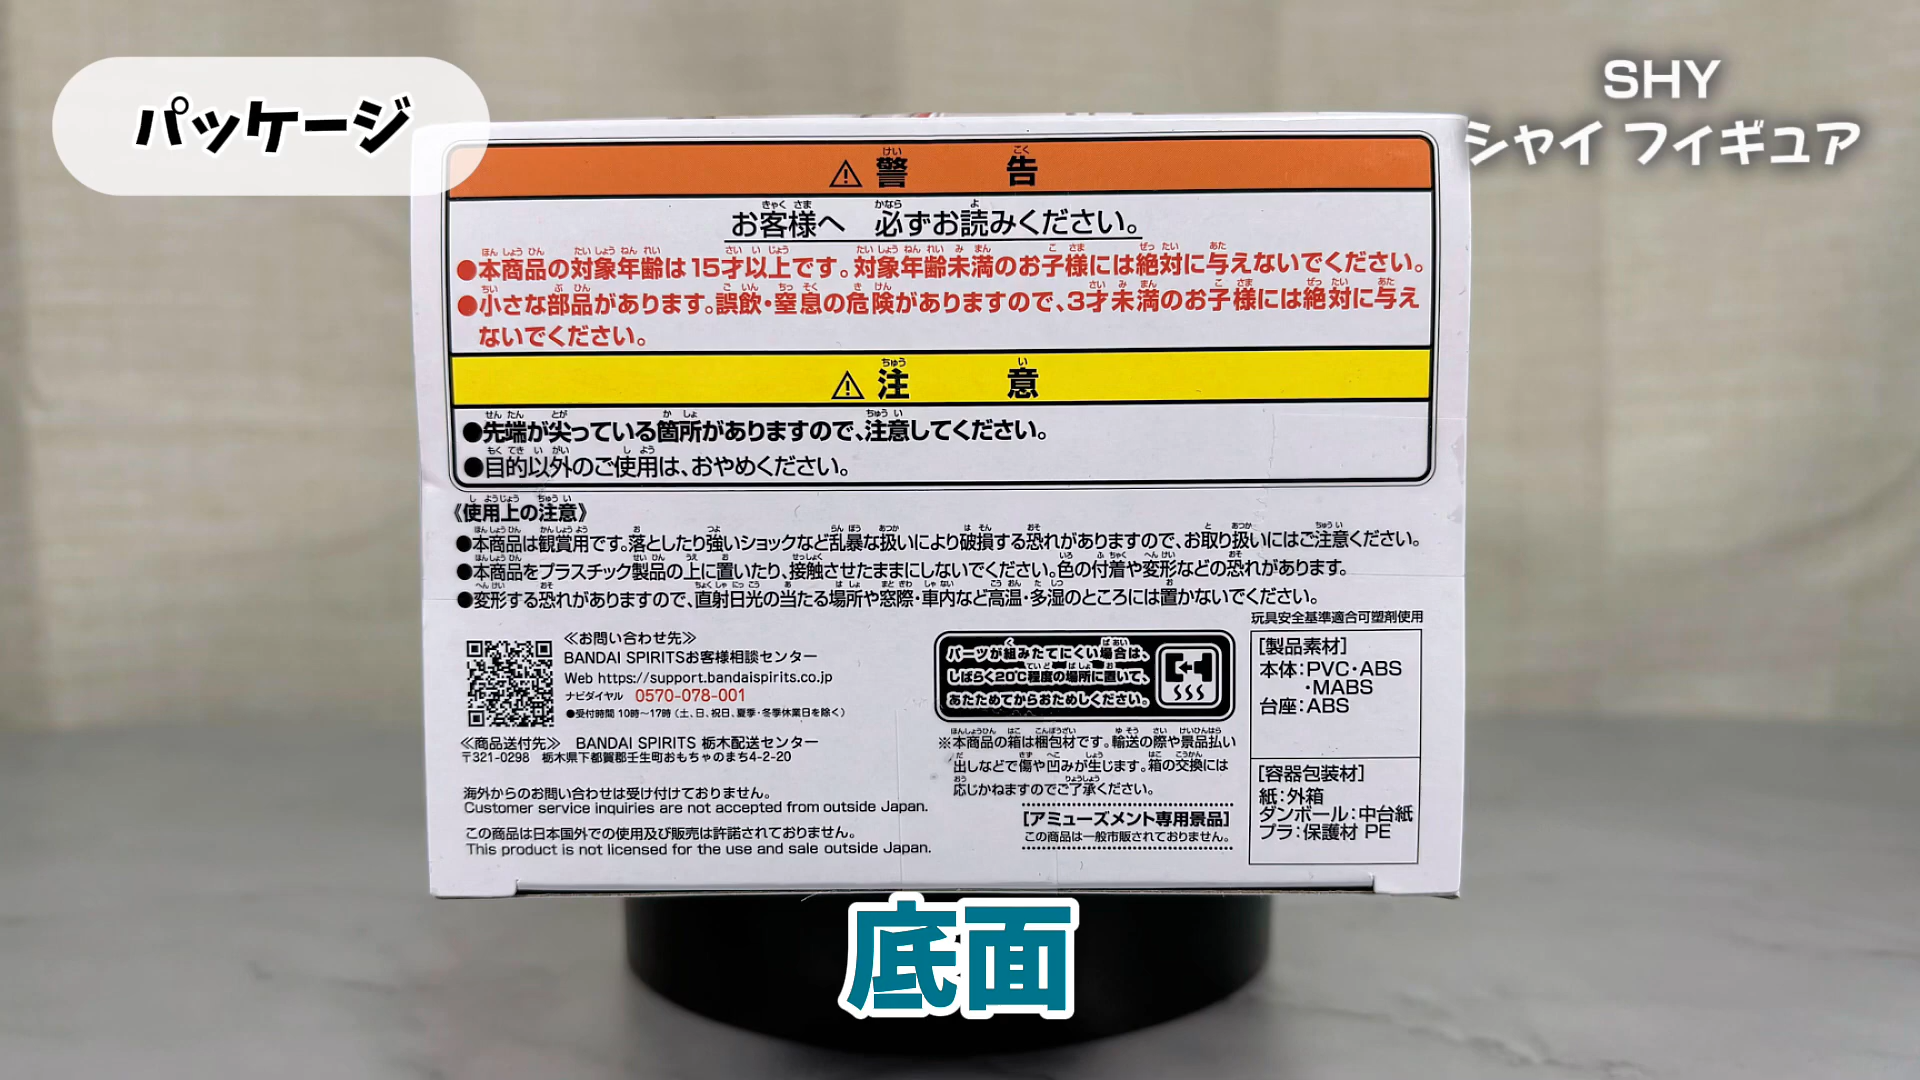 パッケージ
SHY
シャイ フィギュア
⚠警告
お客様へ 必ずお読みください。
●本商品の対象年齢は15才以上です。対象年齢未満のお子様には絶対に与えないでください。
●小さな部品があります。誤飲・窒息の危険がありますので、3才未満のお子様には絶対に与え
ないでください。
⚠注意
●先端が尖っている箇所がありますので、注意してください。
●目的以外のご使用は、おやめください。
《使用上の注意》
●本商品は観賞用です。落としたり強いショックなど乱暴な扱いにより破損する恐れがありますので、お取り扱いにはご注意ください。
●本商品をプラスチック製品の上に置いたり、接触させたままにしないでください。色の付着や変形などの恐れがあります。
●変形する恐れがありますので、直射日光の当たる場所や窓際・車内など高温・多湿のところには置かないでください。
玩具安全基準適合可塑剤使用
≪お問い合わせ先≫
BANDAI SPIRITSお客様相談センター
Web https://support.bandaispirits.co.jp
ナビダイヤル 0570-078-001
●受付時間 10時〜17時(土、日、祝日、夏季・冬季休業日を除く)
≪商品送付先≫ BANDAI SPIRITS 栃木配送センター
〒321-0298 栃木県下都賀郡壬生町おもちゃのまち4-2-20
海外からのお問い合わせは受け付けておりません。
Customer service inquiries are not accepted from outside Japan.
この商品は日本国外での使用及び販売は許諾されておりません。
This product is not licensed for the use and sale outside Japan.
パーツが組みたてにくい場合は、
しばらく20℃程度の場所に置いて、
あたためてからおためしください。
※本商品の箱は梱包材です。輸送の際や景品払い
出しなどで傷や凹みが生じます。箱の交換には
応じかねますのでご了承ください。
[アミューズメント専用景品]
この商品は一般市販されておりません。
[製品素材]
本体:PVC・ABS
・MABS
台座:ABS
[容器包装材]
紙:外箱
ダンボール:中台紙
プラ:保護材 PE
底面